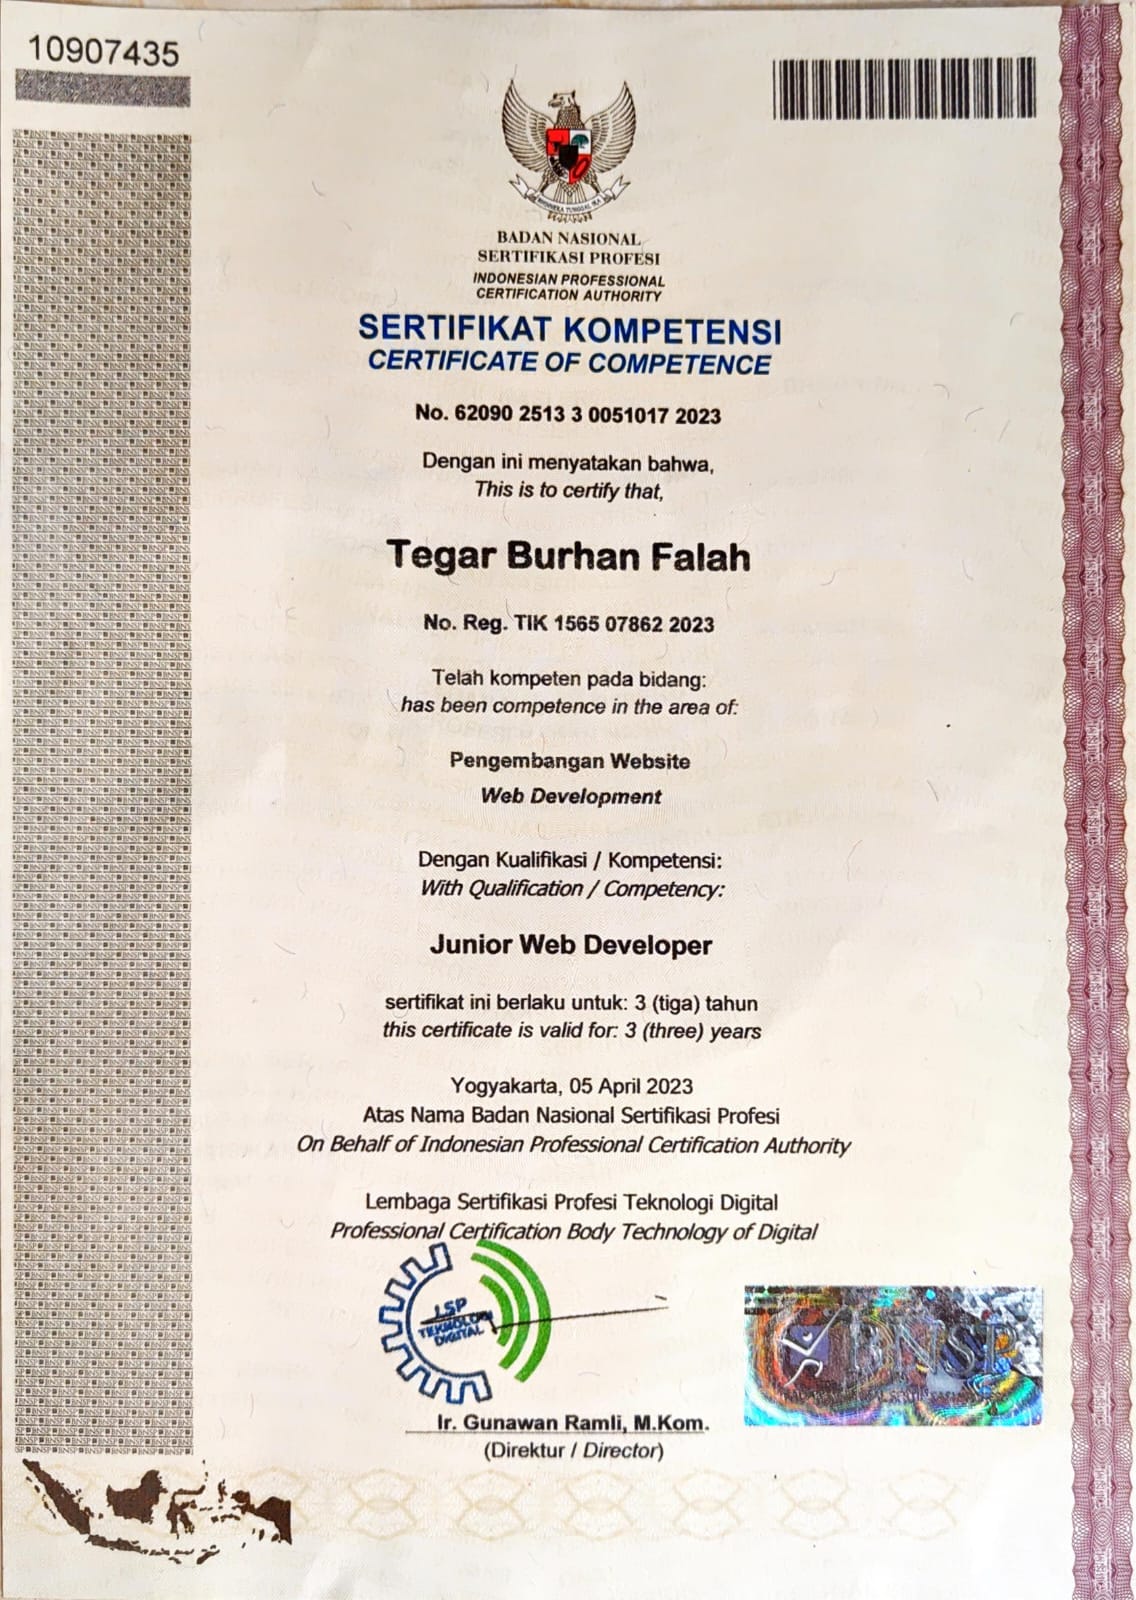 10907435
BHINNEKA TUNGGAL IKA
BADAN NASIONAL
SERTIFIKASI PROFESI
INDONESIAN PROFESSIONAL
CERTIFICATION AUTHORITY
SERTIFIKAT KOMPETENSI
CERTIFICATE OF COMPETENCE
No. 62090 2513 3 0051017 2023
Dengan ini menyatakan bahwa,
This is to certify that,
Tegar Burhan Falah
No. Reg. TIK 1565 07862 2023
Telah kompeten pada bidang:
has been competence in the area of:
Pengembangan Website
Web Development
Dengan Kualifikasi / Kompetensi:
With Qualification / Competency:
Junior Web Developer
sertifikat ini berlaku untuk: 3 (tiga) tahun
this certificate is valid for: 3 (three) years
Yogyakarta, 05 April 2023
Atas Nama Badan Nasional Sertifikasi Profesi
On Behalf of Indonesian Professional Certification Authority
Lembaga Sertifikasi Profesi Teknologi Digital
Professional Certification Body Technology of Digital
LSP
TEKNOLOGI
DIGITAL
BNSP
Ir. Gunawan Ramli, M.Kom.
(Direktur / Director)